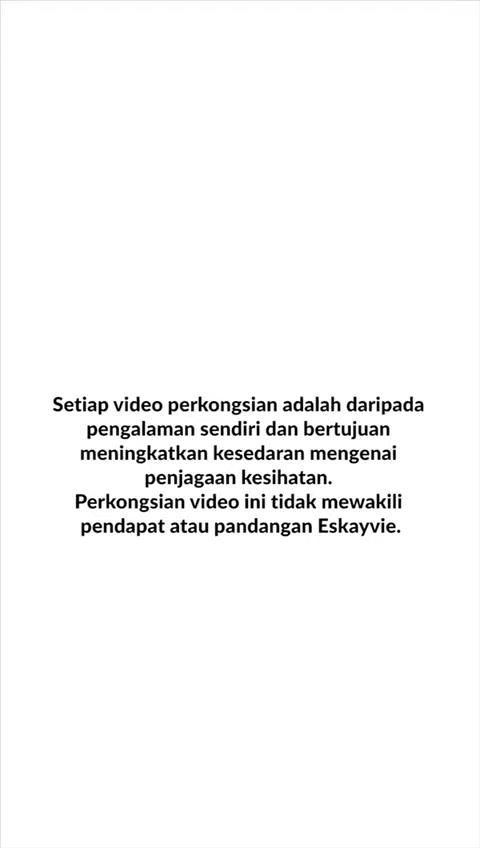 Setiap video perkongsian adalah daripada
pengalaman sendiri dan bertujuan
meningkatkan kesedaran mengenai
penjagaan kesihatan.
Perkongsian video ini tidak mewakili
pendapat atau pandangan Eskayvie.